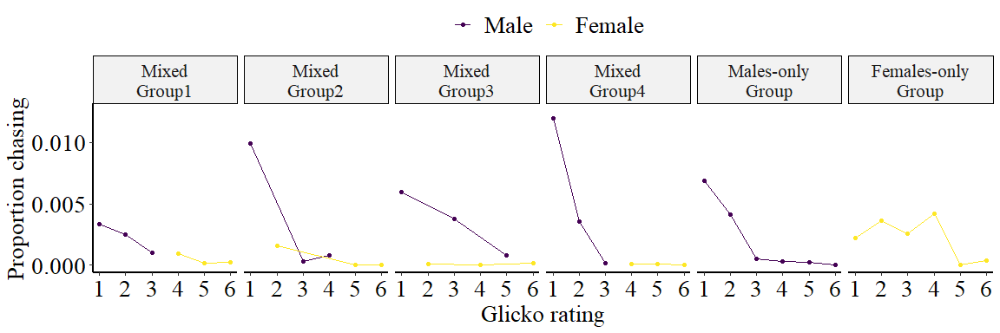 Male Female
Mixed Group1
Mixed Group2
Mixed Group3
Mixed Group4
Males-only Group
Females-only Group
Proportion chasing
0.010
0.005
0.000
1 2 3 4 5 6 1 2 3 4 5 6 1 2 3 4 5 6 1 2 3 4 5 6 1 2 3 4 5 6 1 2 3 4 5 6
Glicko rating